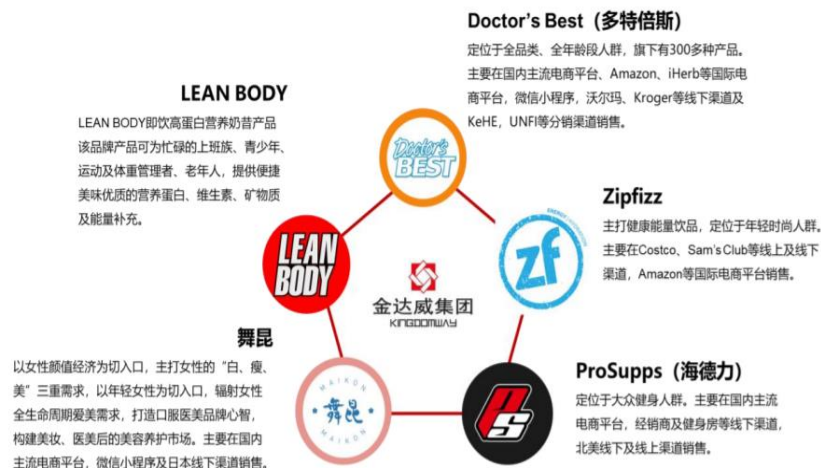 Doctor's Best（多特倍斯）
定位于全品类、全年龄段人群，旗下有300多种产品。
主要在国内主流电商平台、Amazon、iHerb等国际电
商平台，微信小程序，沃尔玛、Kroger等线下渠道及
KeHE，UNFI等分销渠道销售。
LEAN BODY
LEAN BODY即饮高蛋白营养奶昔产品
该品牌产品可为忙碌的上班族、青少年、
运动及体重管理者、老年人，提供便捷
美味优质的营养蛋白、维生素、矿物质
及能量补充。
Doctor's
BEST
Zipfizz
主打健康能量饮品，定位于年轻时尚人群。
主要在Costco、Sam's Club等线上及线下
渠道，Amazon等国际电商平台销售。
zf
LEAN
BODY
金达威集团
KINGDOMWAY
舞昆
以女性颜值经济为切入口，主打女性的“白、瘦、
美”三重需求，以年轻女性为切入口，辐射女性
全生命周期爱美需求，打造口服医美品牌心智，
构建美妆、医美后的美容养护市场。主要在国内
主流电商平台，微信小程序及日本线下渠道销售。
MAIKON
舞昆
MAIKON
PS
ProSupps（海德力）
定位于大众健身人群。主要在国内主流
电商平台，经销商及健身房等线下渠道，
北美线下及线上渠道销售。